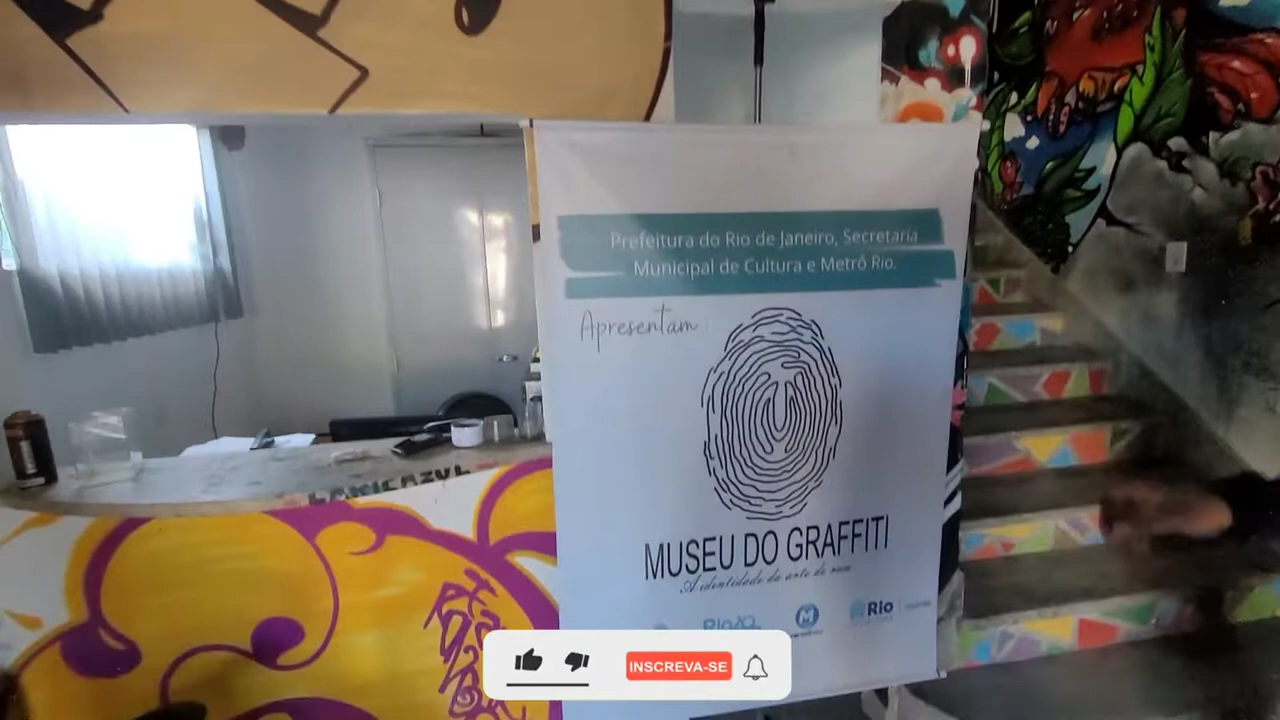 Prefeitura do Rio de Janeiro, Secretaria
Municipal de Cultura e Metrô Rio.
Apresentam
MUSEU DO GRAFFITI
A identidade da arte de rua
Rio
INSCREVA-SE